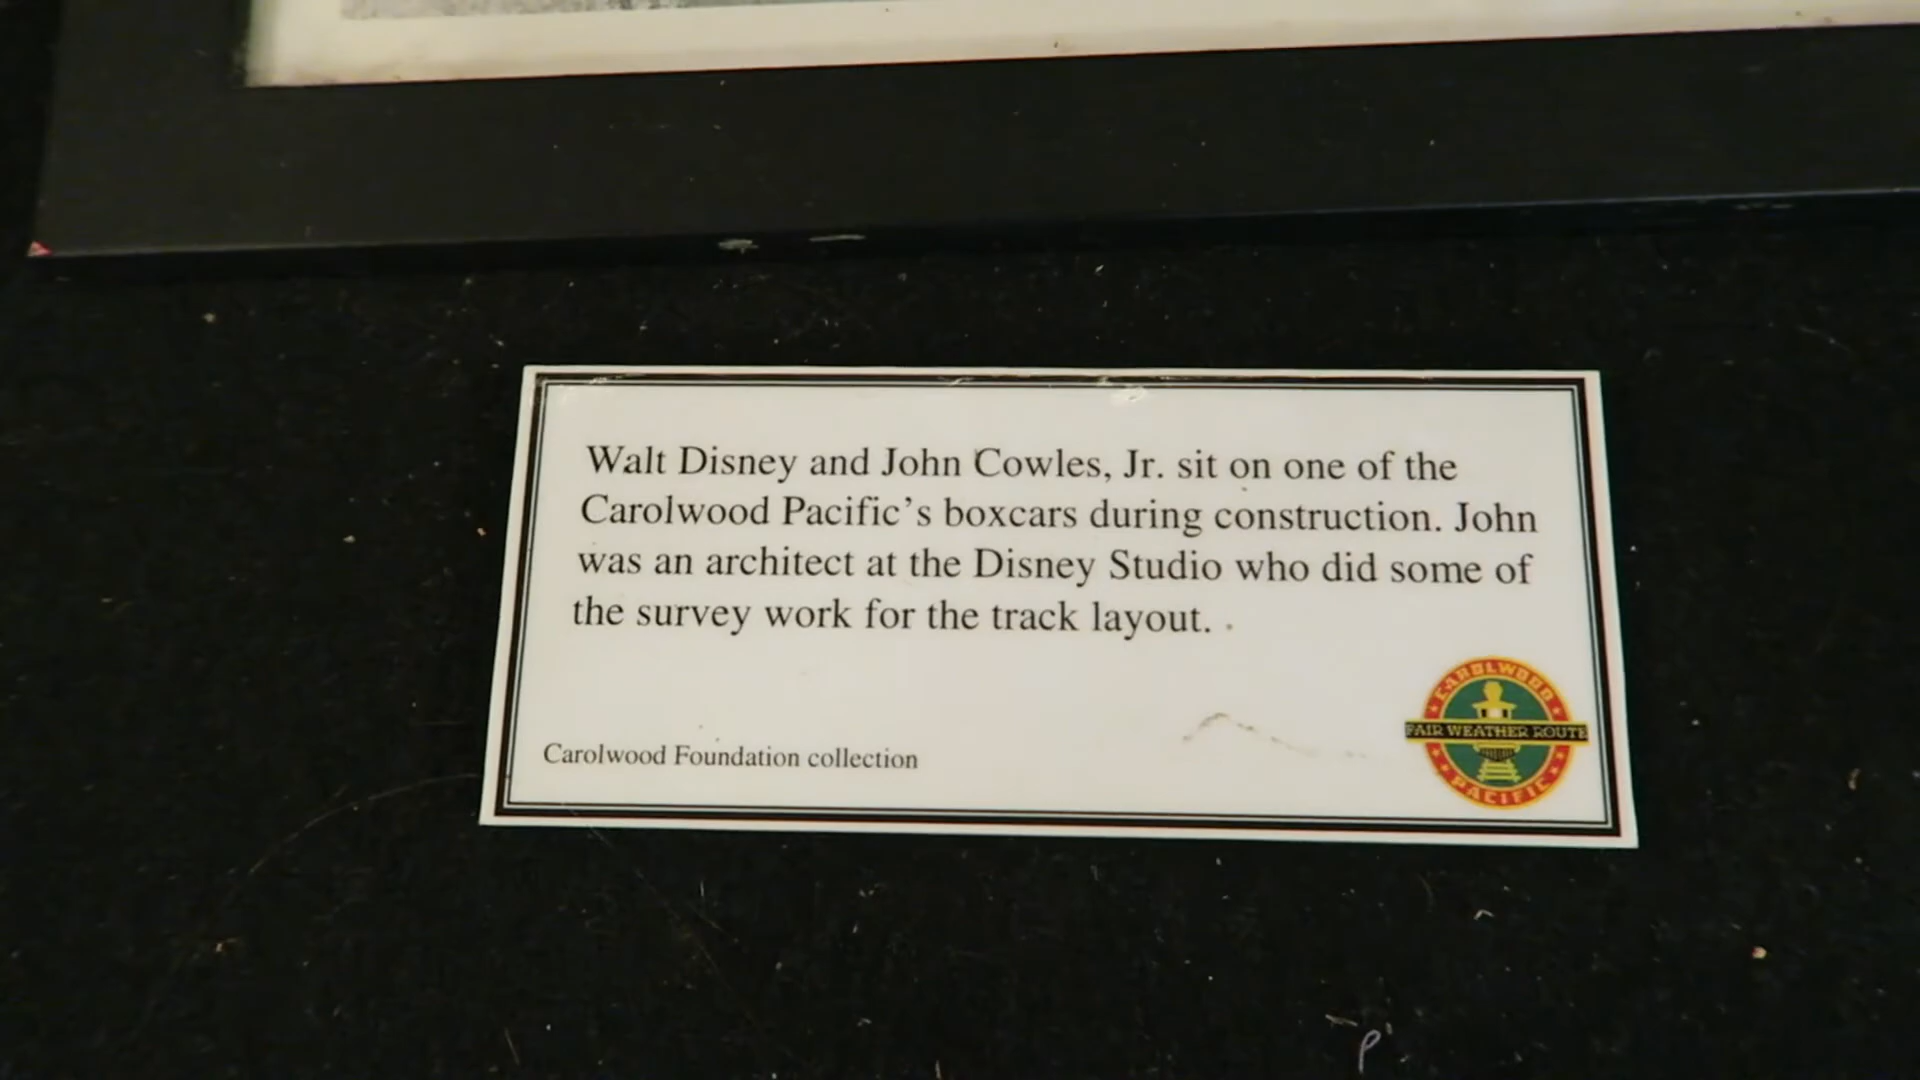 Walt Disney and John Cowles, Jr. sit on one of the
Carolwood Pacific's boxcars during construction. John
was an architect at the Disney Studio who did some of
the survey work for the track layout.
Carolwood Foundation collection
CAROLWOOD
FAIR WEATHER ROUTE
PACIFIC